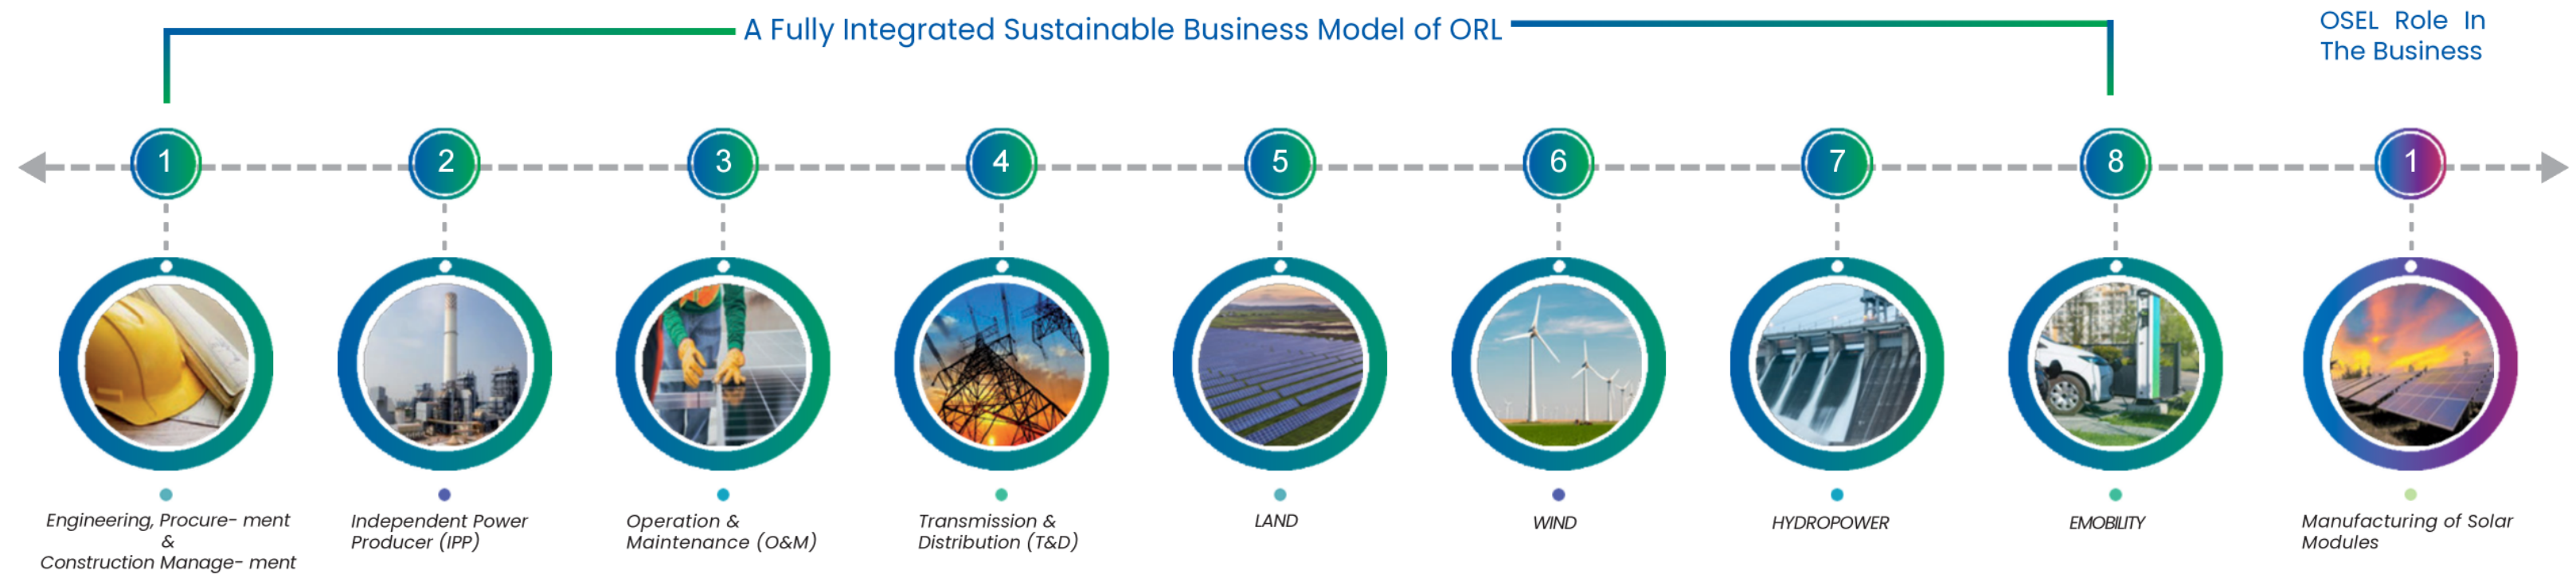 A Fully Integrated Sustainable Business Model of ORL
OSEL Role In
The Business
1
2
3
4
5
6
7
8
1
Engineering, Procure- ment
&
Construction Manage- ment
Independent Power
Producer (IPP)
Operation &
Maintenance (O&M)
Transmission &
Distribution (T&D)
LAND
WIND
HYDROPOWER
EMOBILITY
Manufacturing of Solar
Modules